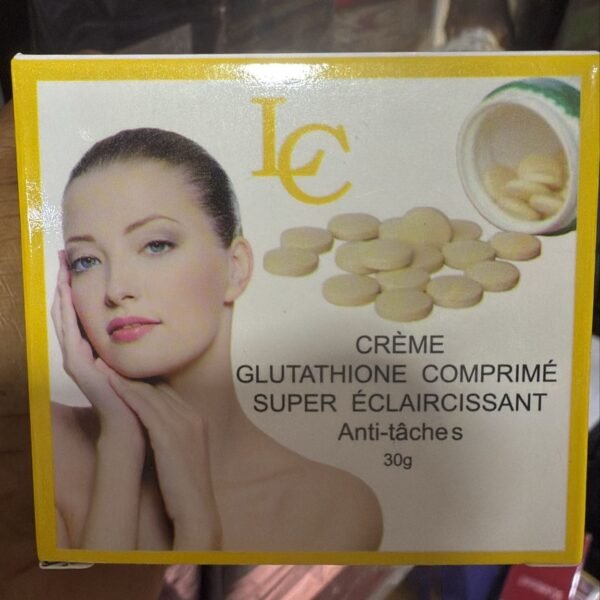 LC
CRÈME
GLUTATHIONE COMPRIMÉ
SUPER ÉCLAIRCISSANT
Anti-tâches
30g